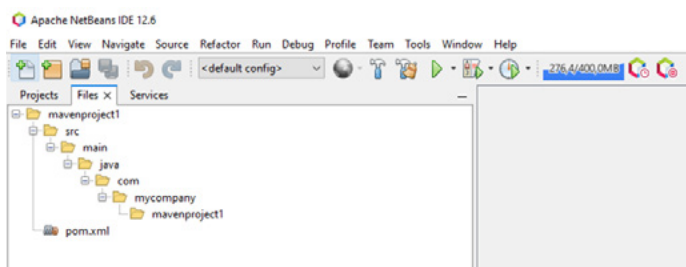 Apache NetBeans IDE 12.6
File Edit View Navigate Source Refactor Run Debug Profile Team Tools Window Help
<default config> 276,4/400,0MB
Projects Files Services
mavenproject1
src
main
java
com
mycompany
mavenproject1
pom.xml